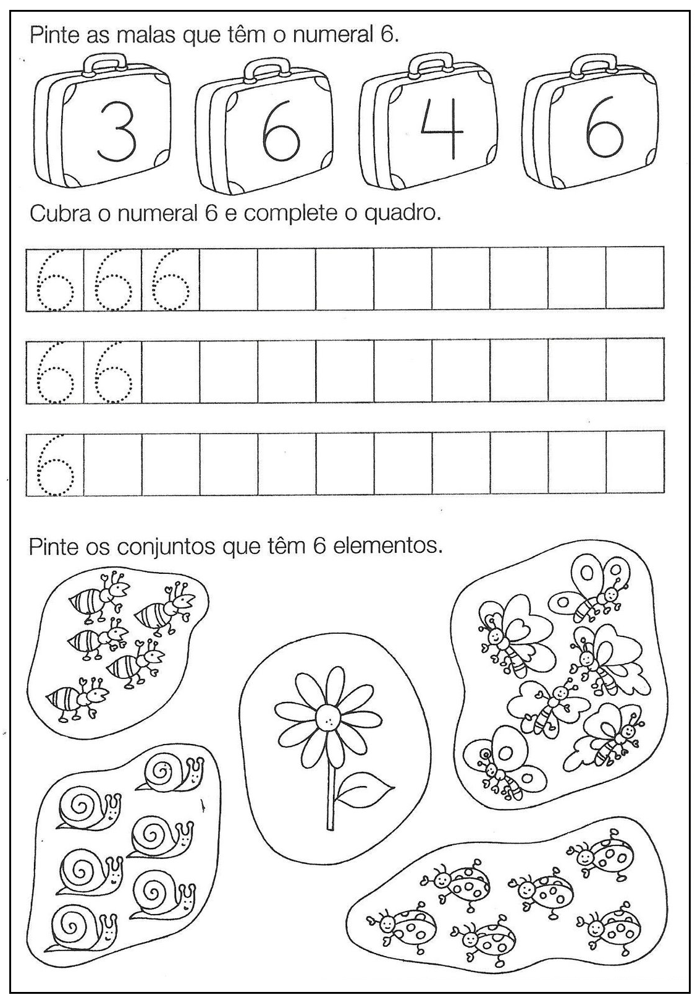 Pinte as malas que têm o numeral 6.
3 6 4 6
Cubra o numeral 6 e complete o quadro.
6 6 6
6 6
6
Pinte os conjuntos que têm 6 elementos.